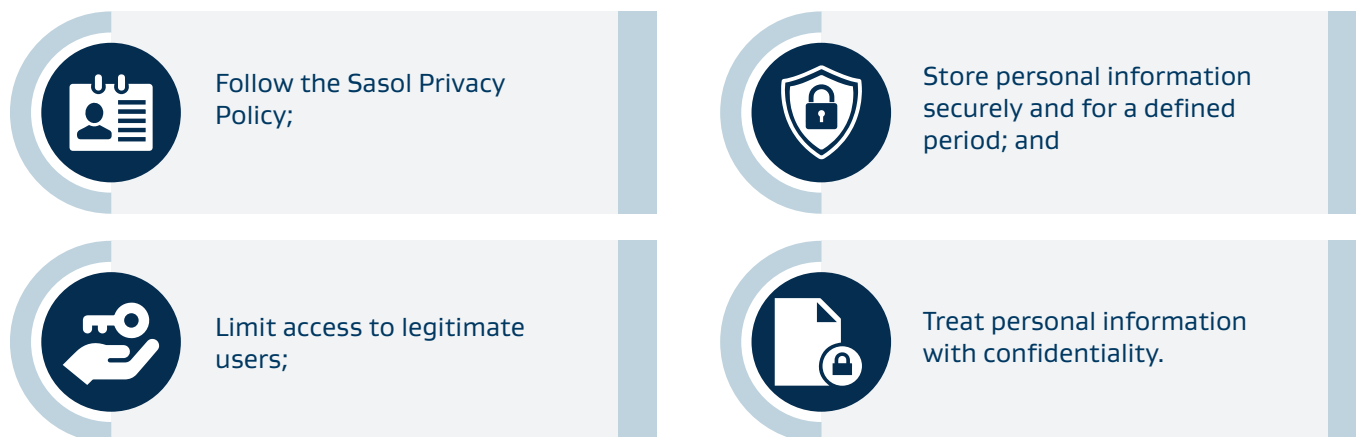 Follow the Sasol Privacy
Policy;
Limit access to legitimate
users;
Store personal information
securely and for a defined
period; and
Treat personal information
with confidentiality.